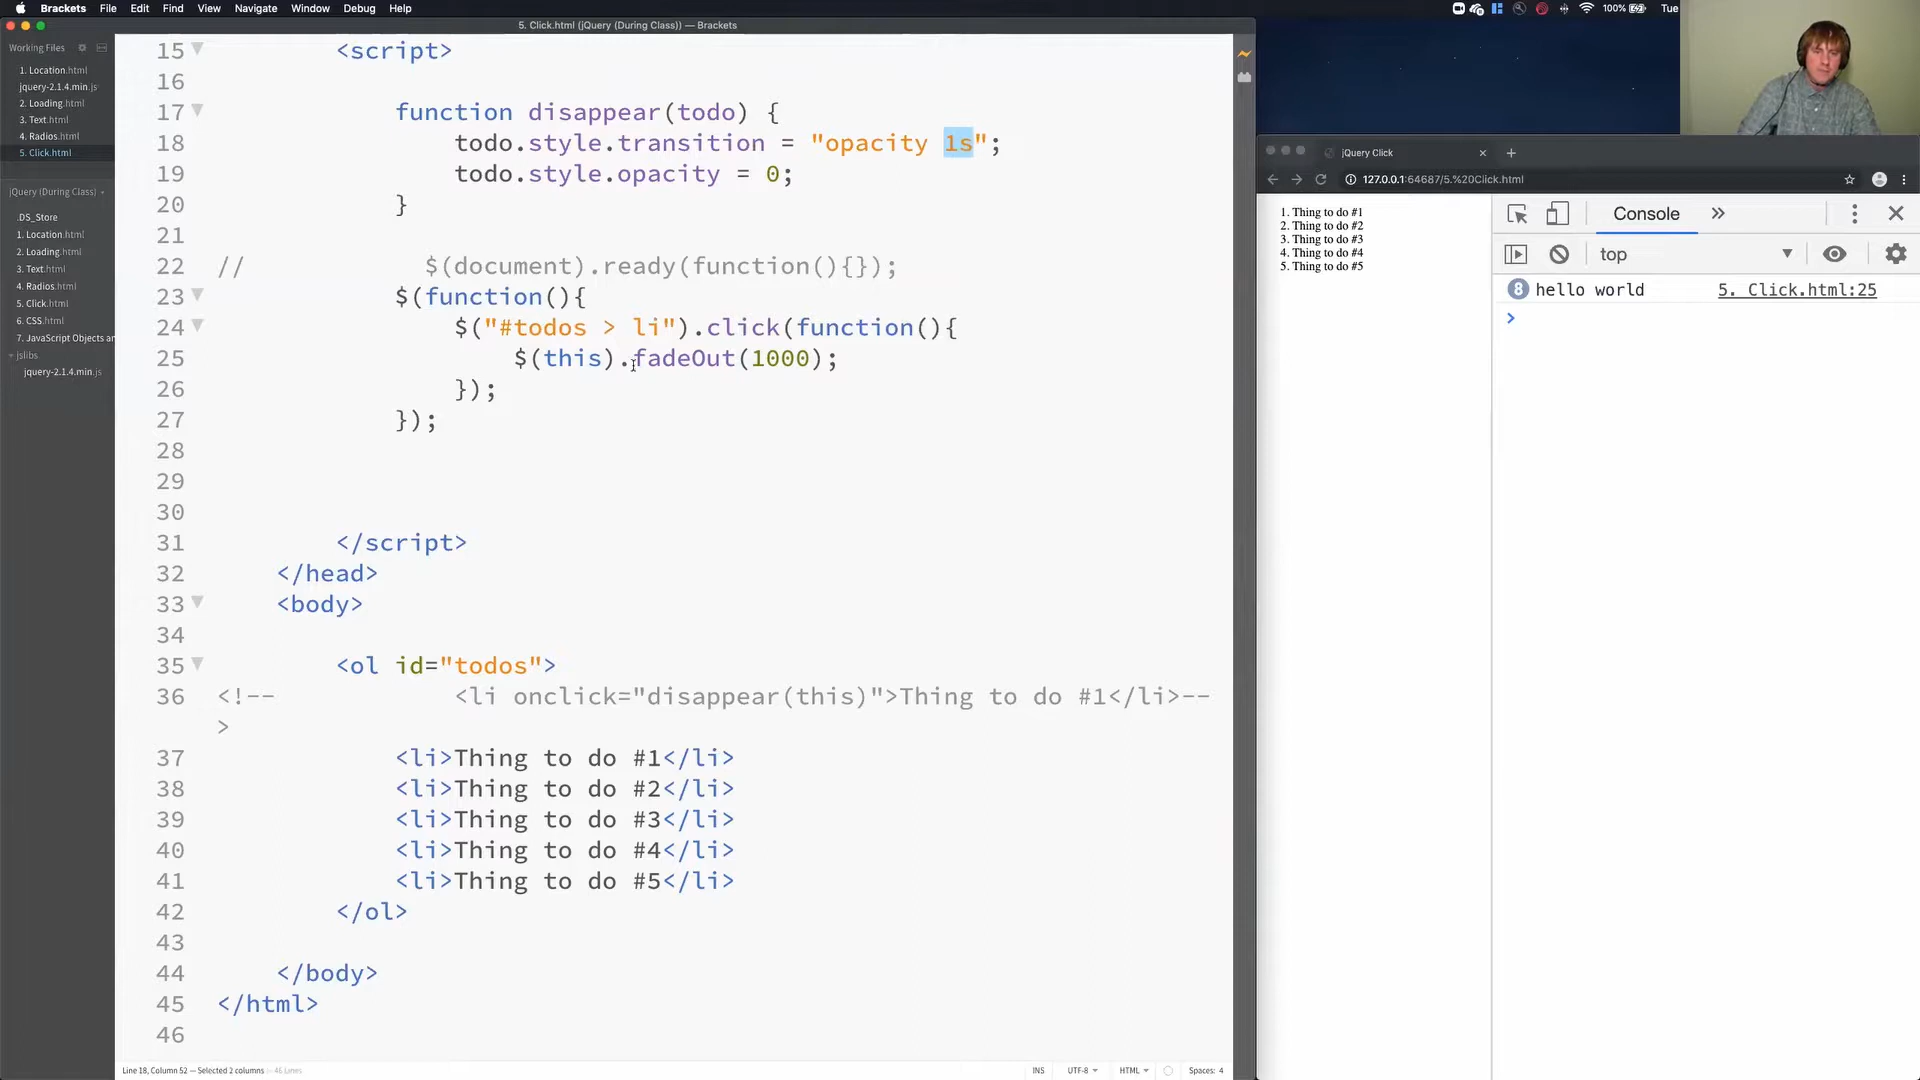 Brackets File Edit Find View Navigate Window Debug Help
100% Tue
5. Click.html (jQuery (During Class)) — Brackets
Working Files
1. Location.html
jquery-2.1.4.min.js
2. Loading.html
3. Text.html
4. Radios.html
5. Click.html
jQuery (During Class)
.DS_Store
1. Location.html
2. Loading.html
3. Text.html
4. Radios.html
5. Click.html
6. CSS.html
7. JavaScript Objects an
jslibs
jquery-2.1.4.min.js
15 <script>
16
17 function disappear(todo) {
18 todo.style.transition = "opacity 1s";
19 todo.style.opacity = 0;
20 }
21
22 // $(document).ready(function(){});
23 $(function(){
24 $("#todos > li").click(function(){
25 $(this).fadeOut(1000);
26 });
27 });
28
29
30
31 </script>
32 </head>
33 <body>
34
35 <ol id="todos">
36 <!-- <li onclick="disappear(this)">Thing to do #1</li>--
>
37 <li>Thing to do #1</li>
38 <li>Thing to do #2</li>
39 <li>Thing to do #3</li>
40 <li>Thing to do #4</li>
41 <li>Thing to do #5</li>
42 </ol>
43
44 </body>
45 </html>
46
Line 18, Column 52 — Selected 2 columns — 46 Lines
INS UTF-8 HTML Spaces: 4
jQuery Click
127.0.0.1:64687/5.%20Click.html
1. Thing to do #1
2. Thing to do #2
3. Thing to do #3
4. Thing to do #4
5. Thing to do #5
Console »
top
8 hello world 5. Click.html:25
>